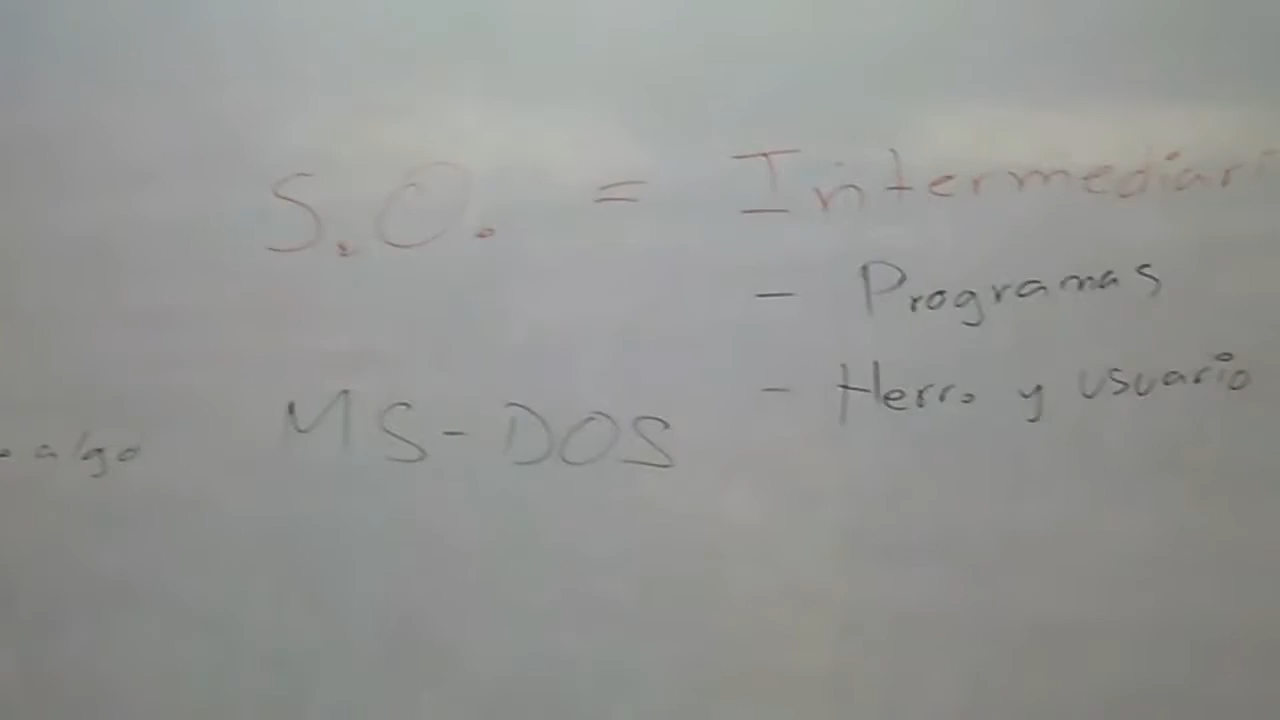 S.O. = Intermediari
- Programas
- Herr. y usuario
algo MS-DOS